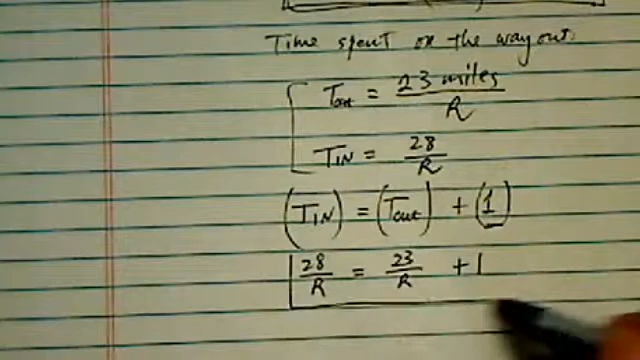 Time spent on the way out:
Tout = 23 miles / R
TIN = 28 / R
(TIN) = (Tout) + (1)
28/R = 23/R + 1